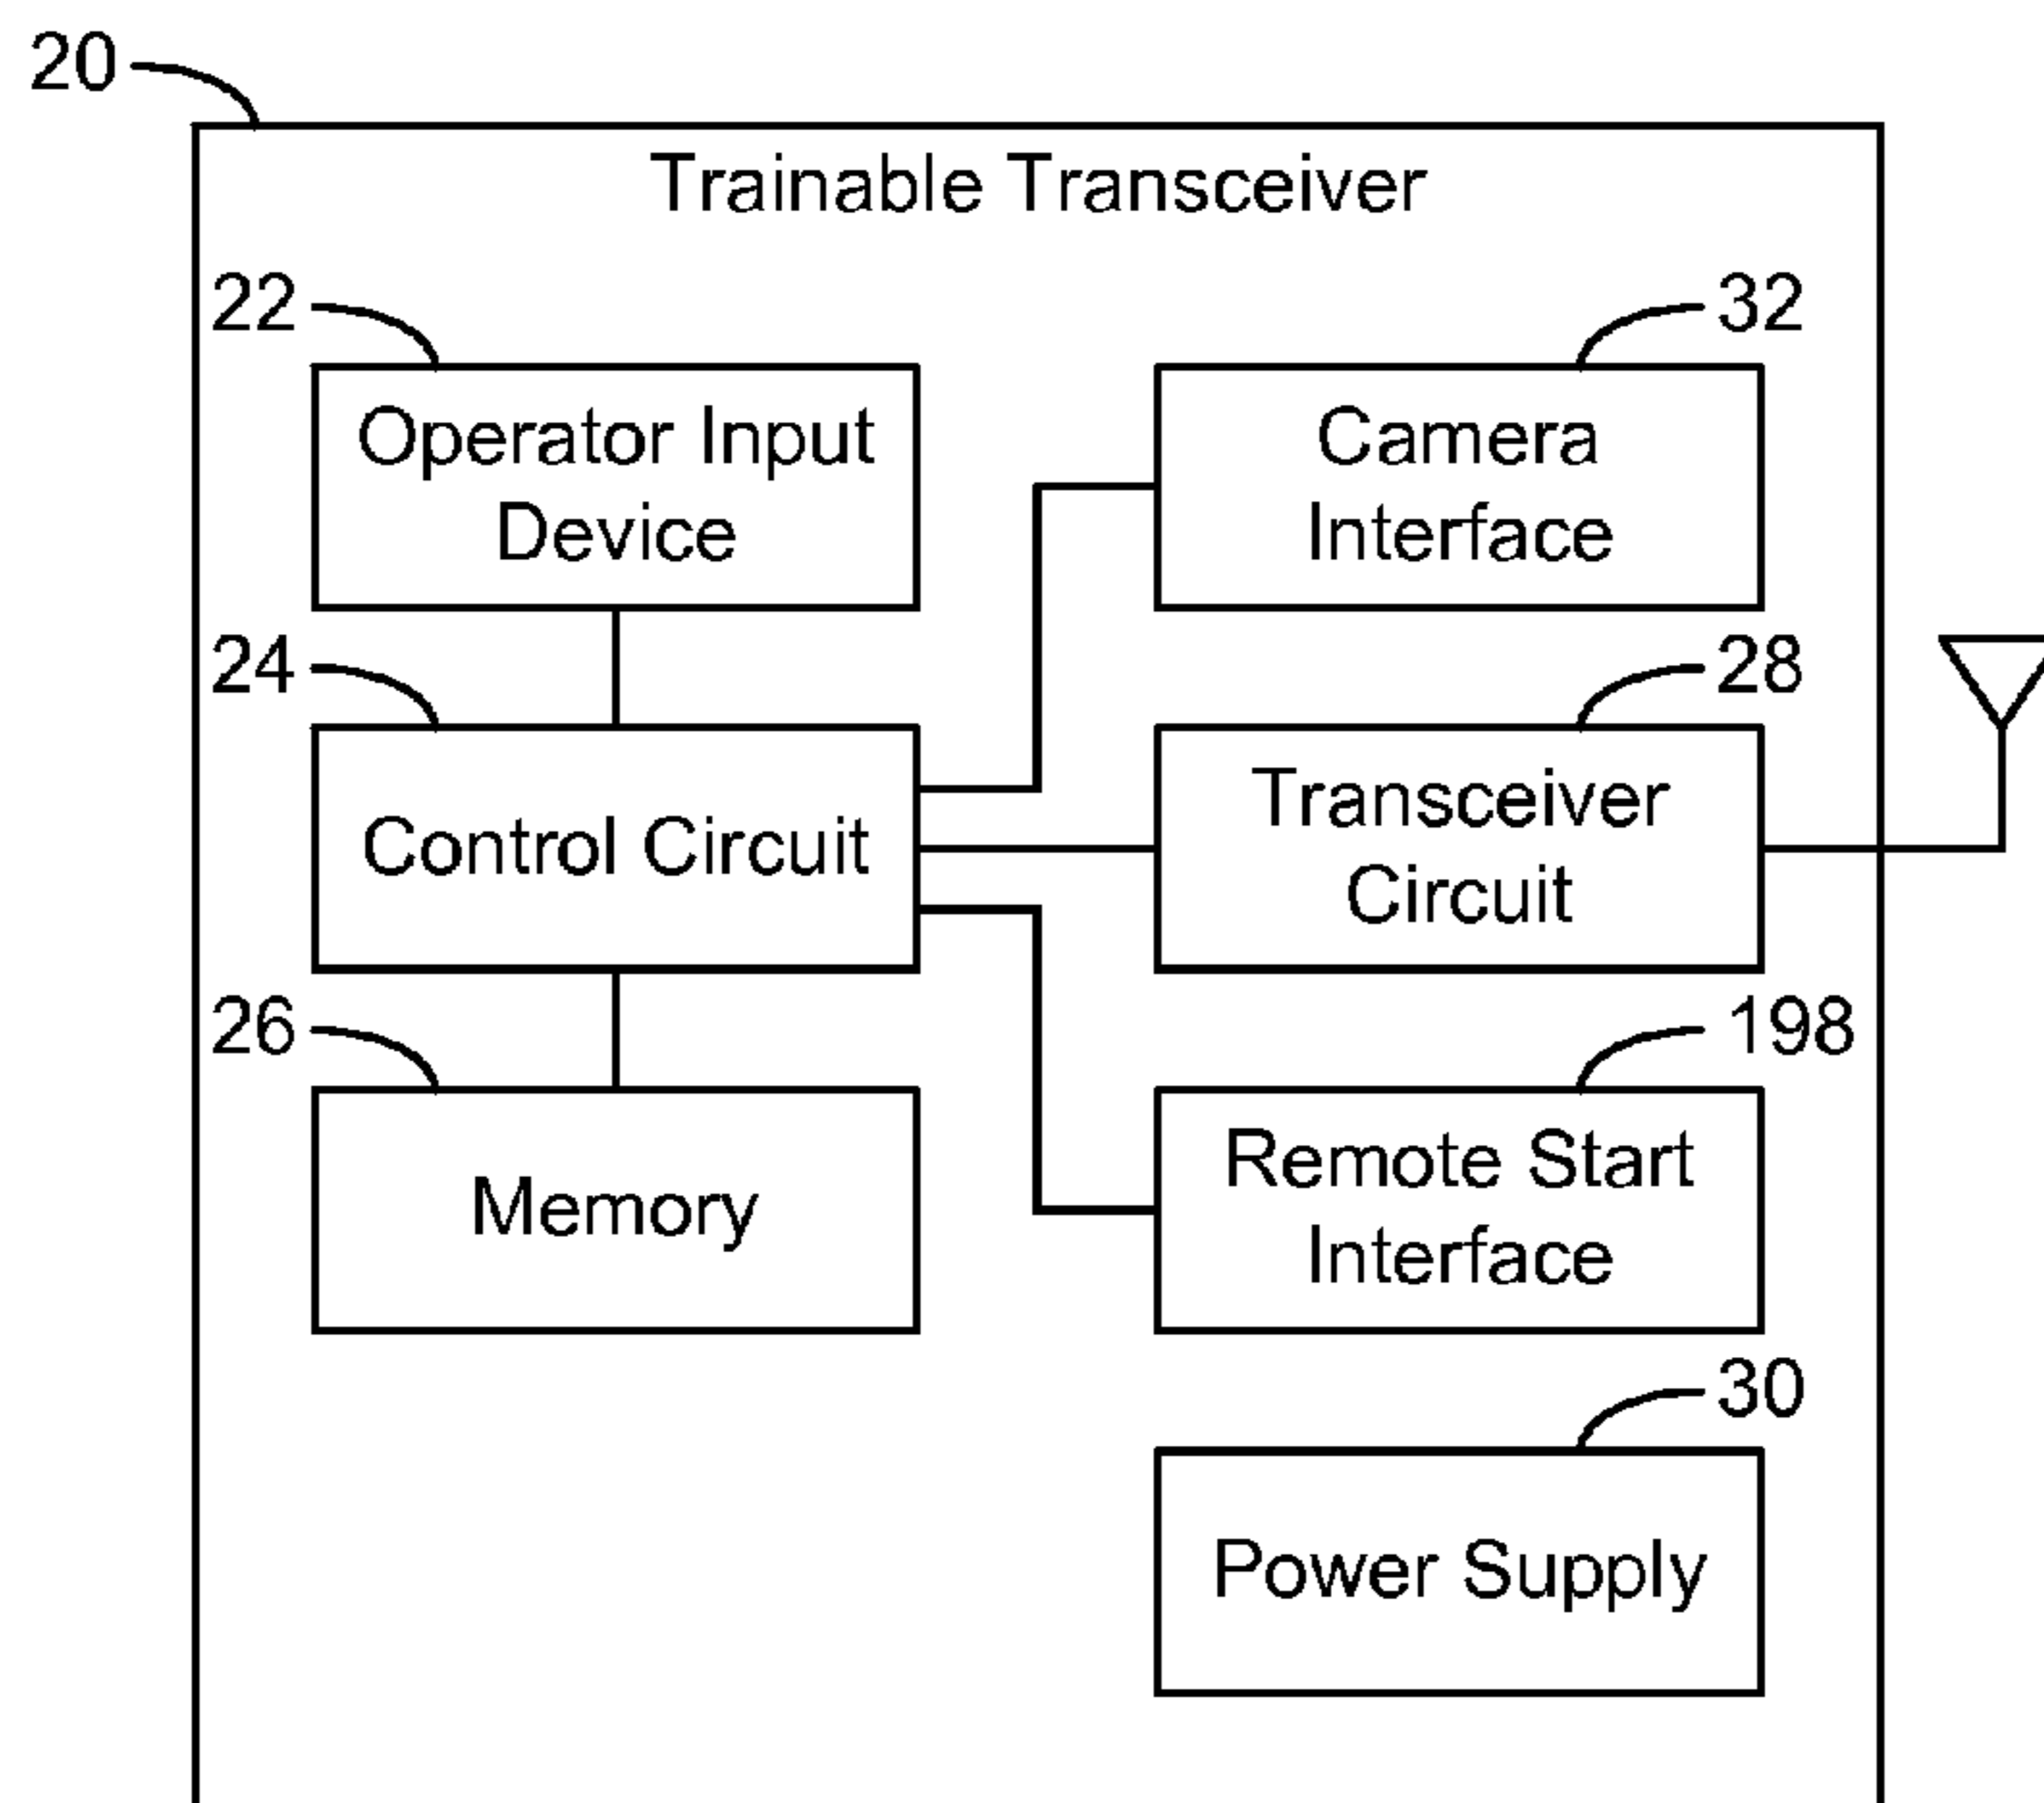 20
Trainable Transceiver
22
32
Operator Input
Device
Camera
Interface
24
28
Control Circuit
Transceiver
Circuit
26
198
Memory
Remote Start
Interface
30
Power Supply